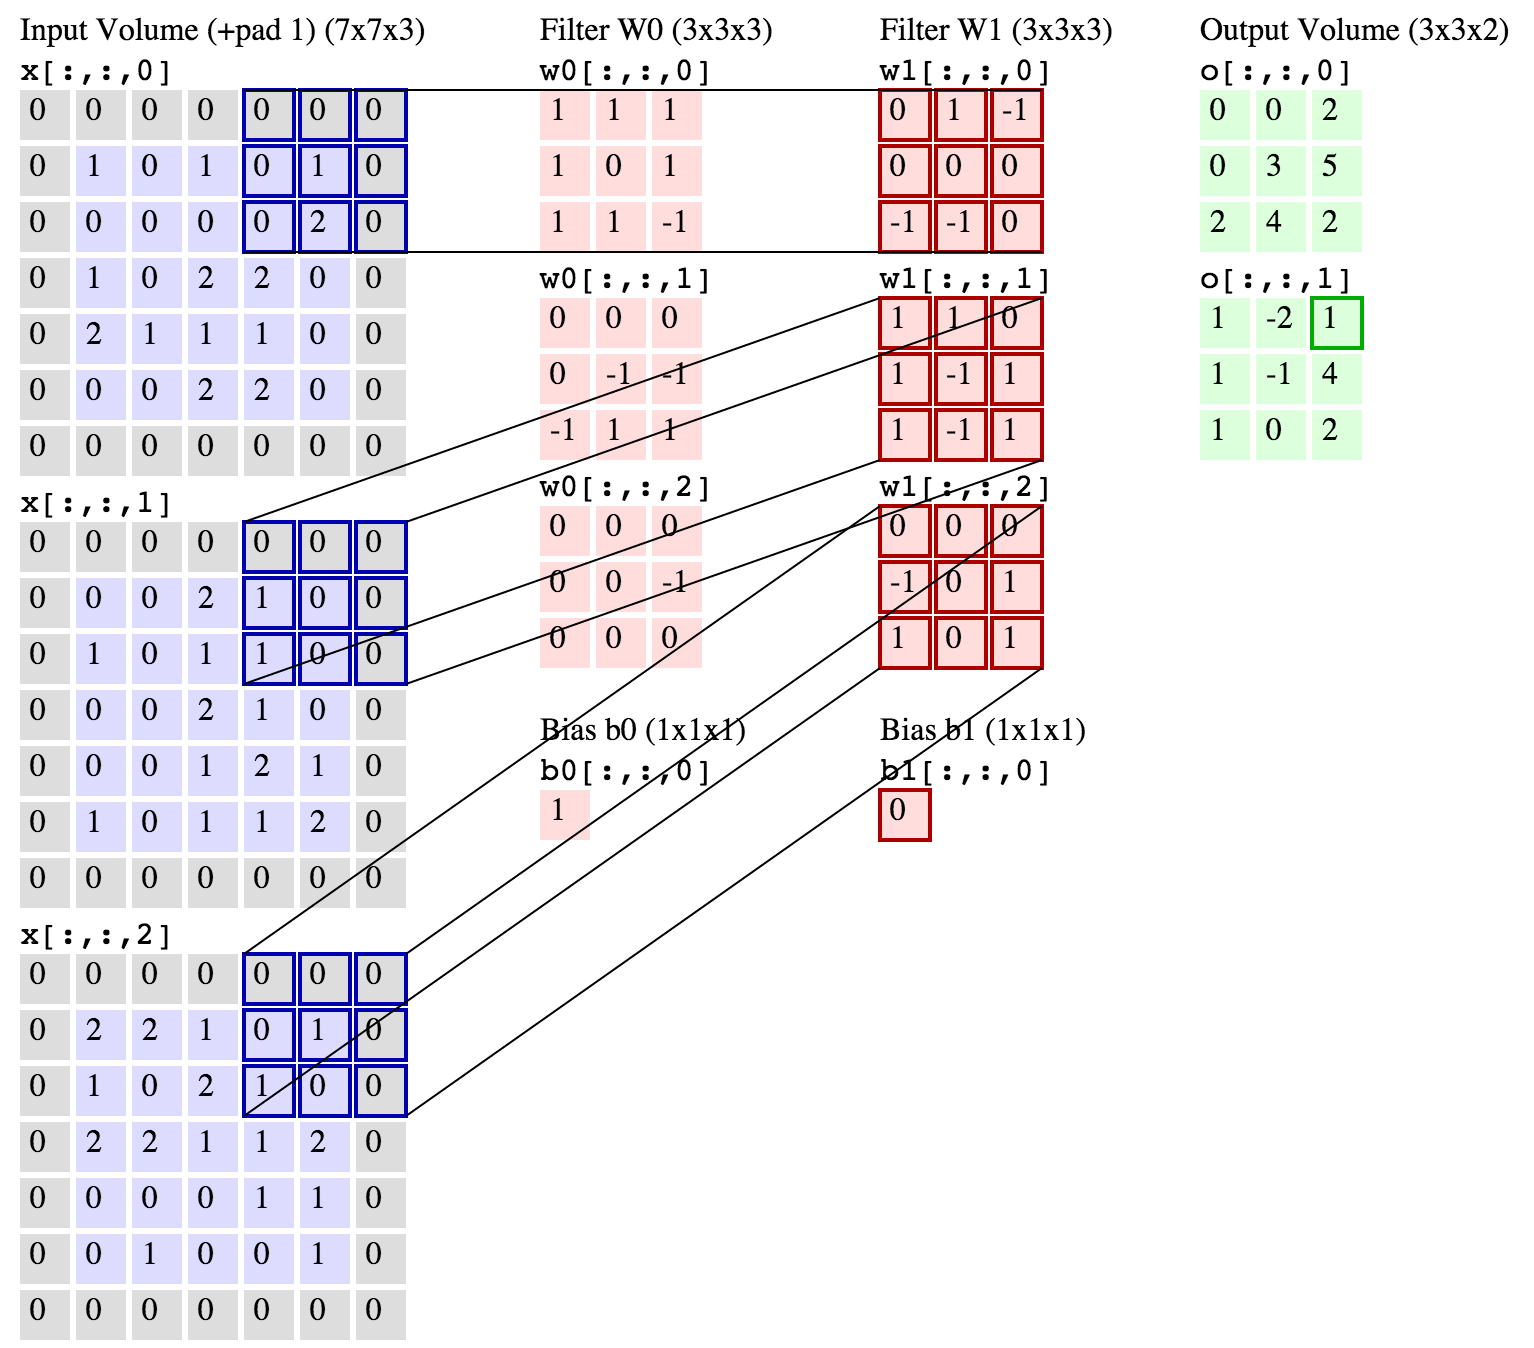 Input Volume (+pad 1) (7x7x3)
x[:,:,0]
0 0 0 0 0 0 0
0 1 0 1 0 1 0
0 0 0 0 0 2 0
0 1 0 2 2 0 0
0 2 1 1 1 0 0
0 0 0 2 2 0 0
0 0 0 0 0 0 0
x[:,:,1]
0 0 0 0 0 0 0
0 0 0 2 1 0 0
0 1 0 1 1 0 0
0 0 0 2 1 0 0
0 0 0 1 2 1 0
0 1 0 1 1 2 0
0 0 0 0 0 0 0
x[:,:,2]
0 0 0 0 0 0 0
0 2 2 1 0 1 0
0 1 0 2 1 0 0
0 2 2 1 1 2 0
0 0 0 0 1 1 0
0 0 1 0 0 1 0
0 0 0 0 0 0 0
Filter W0 (3x3x3)
w0[:,:,0]
1 1 1
1 0 1
1 1 -1
w0[:,:,1]
0 0 0
0 -1 -1
-1 1 1
w0[:,:,2]
0 0 0
0 0 -1
0 0 0
Bias b0 (1x1x1)
b0[:,:,0]
1
Filter W1 (3x3x3)
w1[:,:,0]
0 1 -1
0 0 0
-1 -1 0
w1[:,:,1]
1 1 0
1 -1 1
1 -1 1
w1[:,:,2]
0 0 0
-1 0 1
1 0 1
Bias b1 (1x1x1)
b1[:,:,0]
0
Output Volume (3x3x2)
o[:,:,0]
0 0 2
0 3 5
2 4 2
o[:,:,1]
1 -2 1
1 -1 4
1 0 2